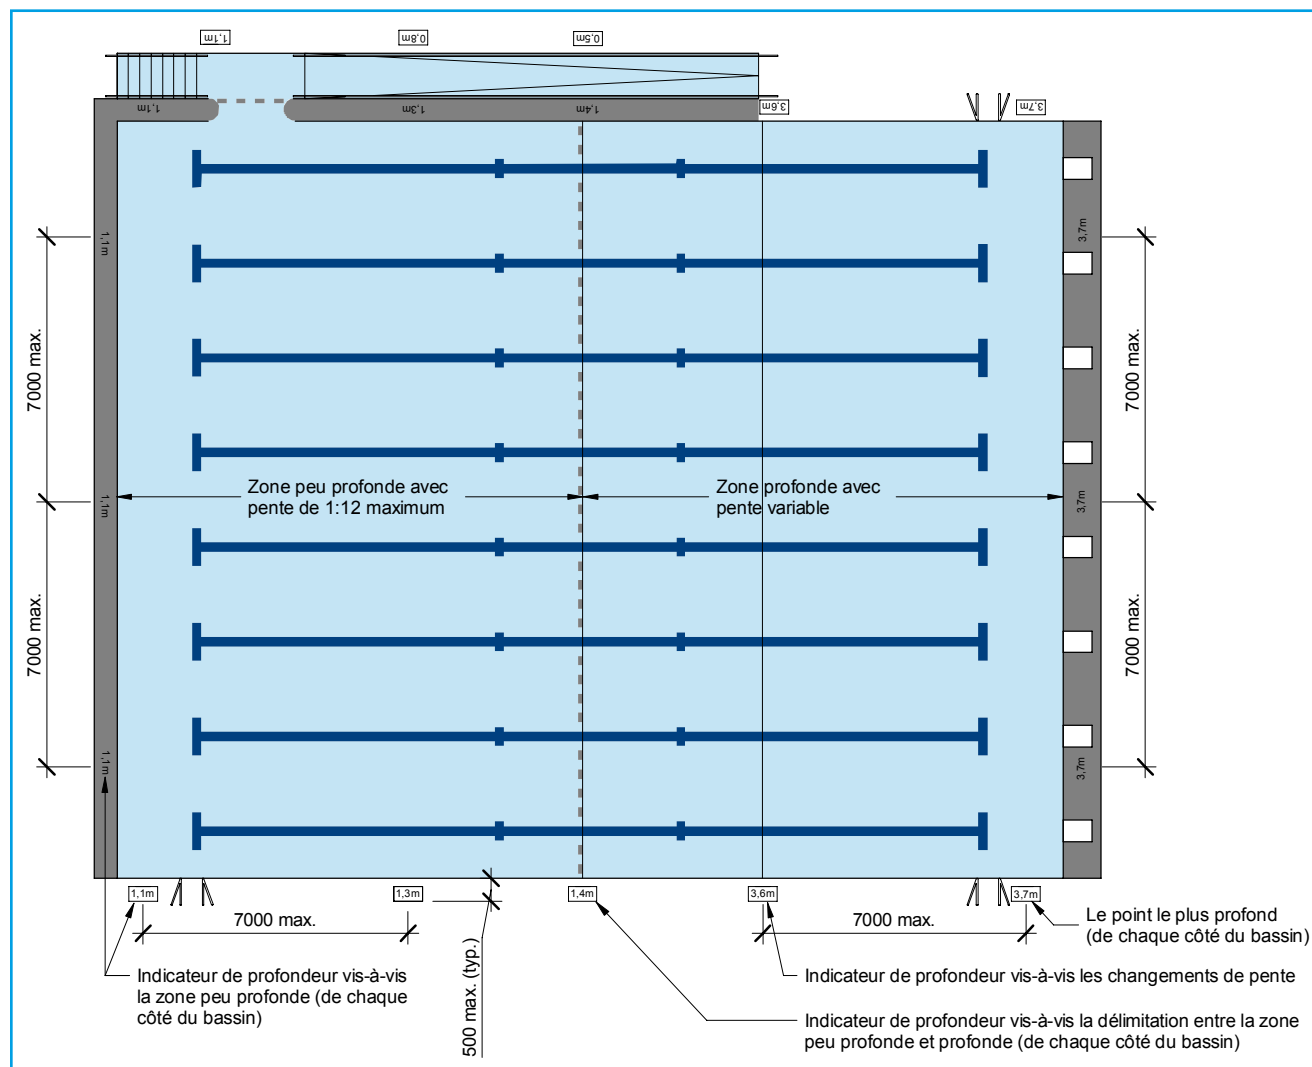 1,1m
0,8m
0,5m
1,1m
1,3m
1,4m
3,6m
3,7m
1,1m
3,7m
7000 max.
7000 max.
Zone peu profonde avec
pente de 1:12 maximum
Zone profonde avec
pente variable
1,1m
3,7m
7000 max.
7000 max.
1,1m
3,7m
1,1m
1,3m
1,4m
3,6m
3,7m
7000 max.
7000 max.
500 max. (typ.)
Le point le plus profond
(de chaque côté du bassin)
Indicateur de profondeur vis-à-vis
la zone peu profonde (de chaque
côté du bassin)
Indicateur de profondeur vis-à-vis les changements de pente
Indicateur de profondeur vis-à-vis la délimitation entre la zone
peu profonde et profonde (de chaque côté du bassin)